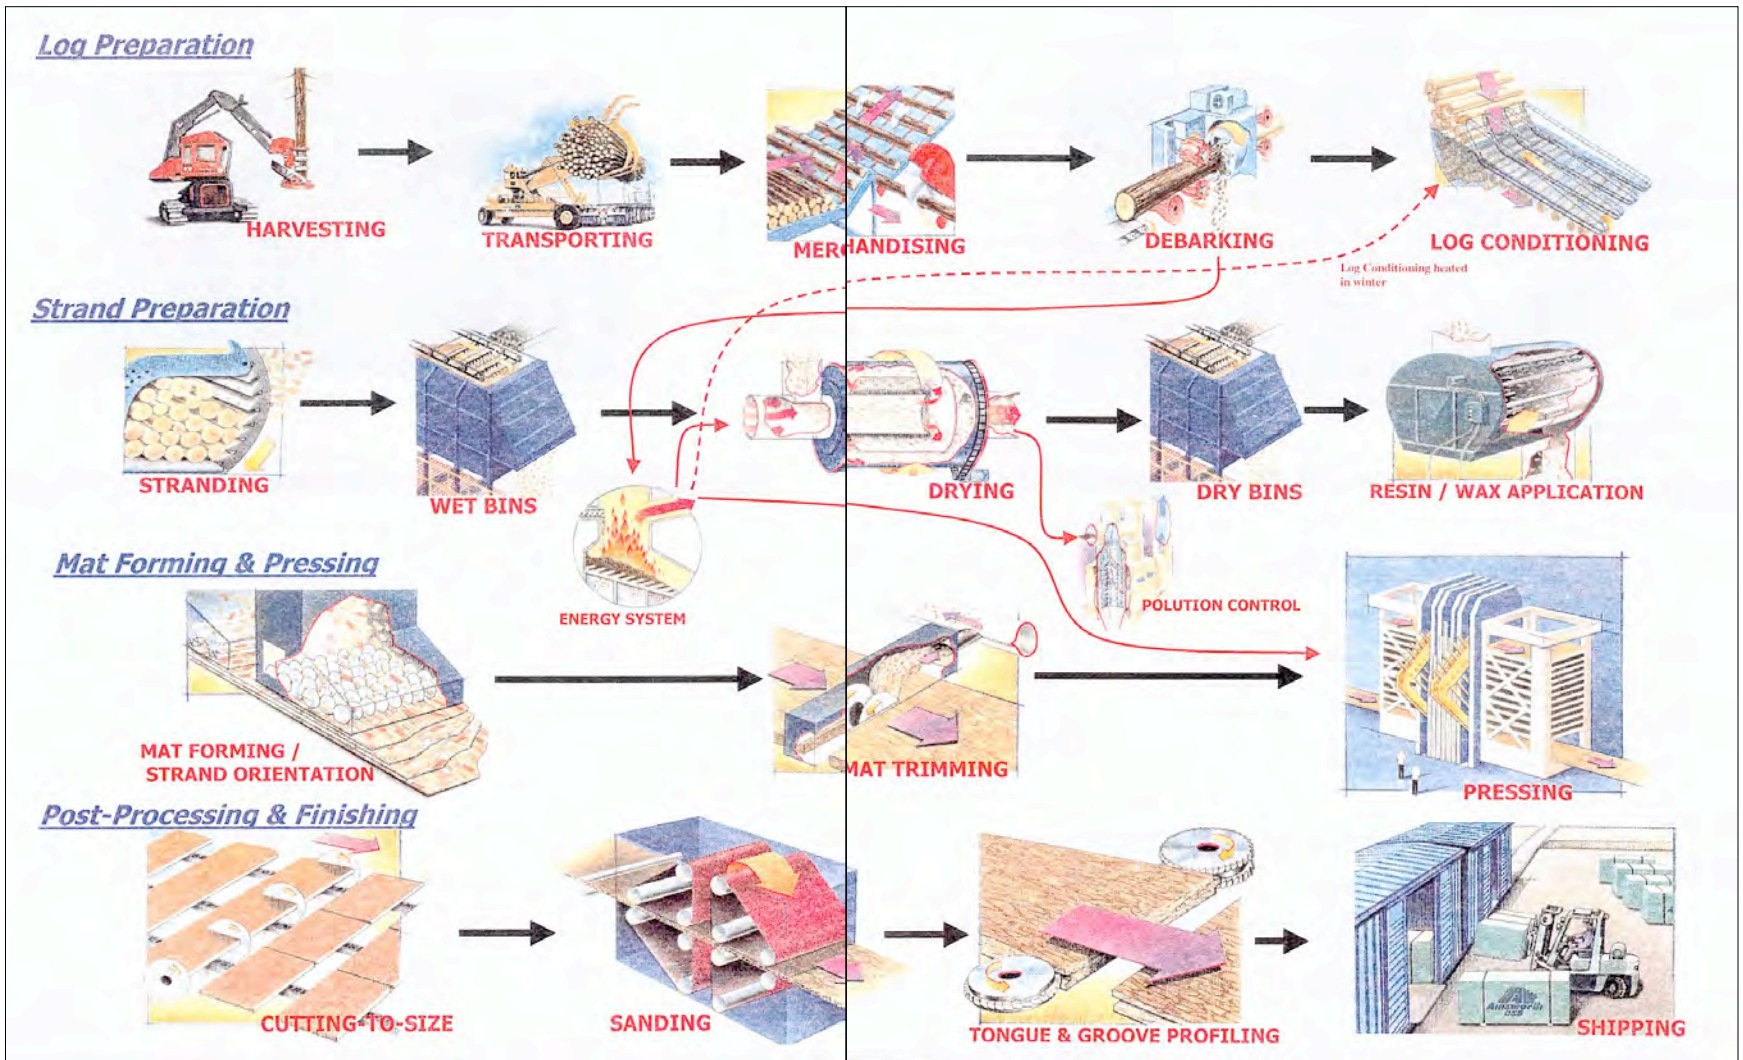 Log Preparation
HARVESTING
TRANSPORTING
MERCHANDISING
DEBARKING
LOG CONDITIONING
Log Conditioning heated
in winter
Strand Preparation
STRANDING
WET BINS
DRYING
DRY BINS
RESIN / WAX APPLICATION
ENERGY SYSTEM
POLUTION CONTROL
Mat Forming & Pressing
MAT FORMING /
STRAND ORIENTATION
MAT TRIMMING
PRESSING
Post-Processing & Finishing
CUTTING-TO-SIZE
SANDING
TONGUE & GROOVE PROFILING
Ainsworth
OSB
SHIPPING